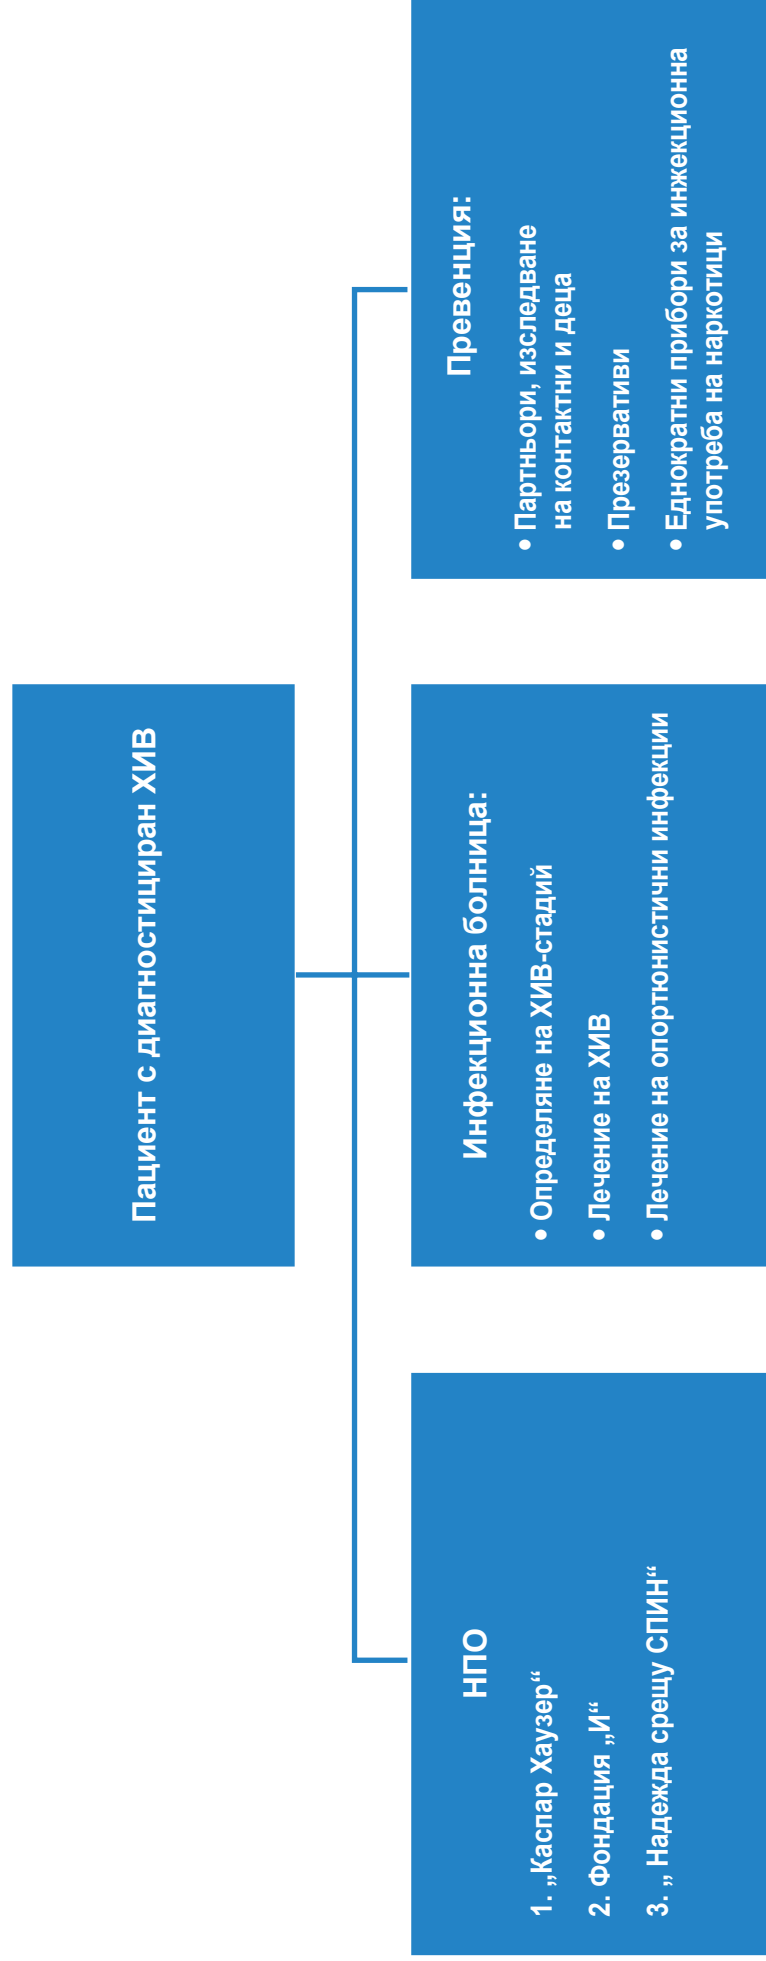 Пациент с диагностициран ХИВ
НПО
1. „Каспар Хаузер“
2. Фондация „И“
3. „ Надежда срещу СПИН“
Инфекционна болница:
• Определяне на ХИВ-стадий
• Лечение на ХИВ
• Лечение на опортюнистични инфекции
Превенция:
• Партньори, изследване
на контактни и деца
• Презервативи
• Еднократни прибори за инжекционна
употреба на наркотици